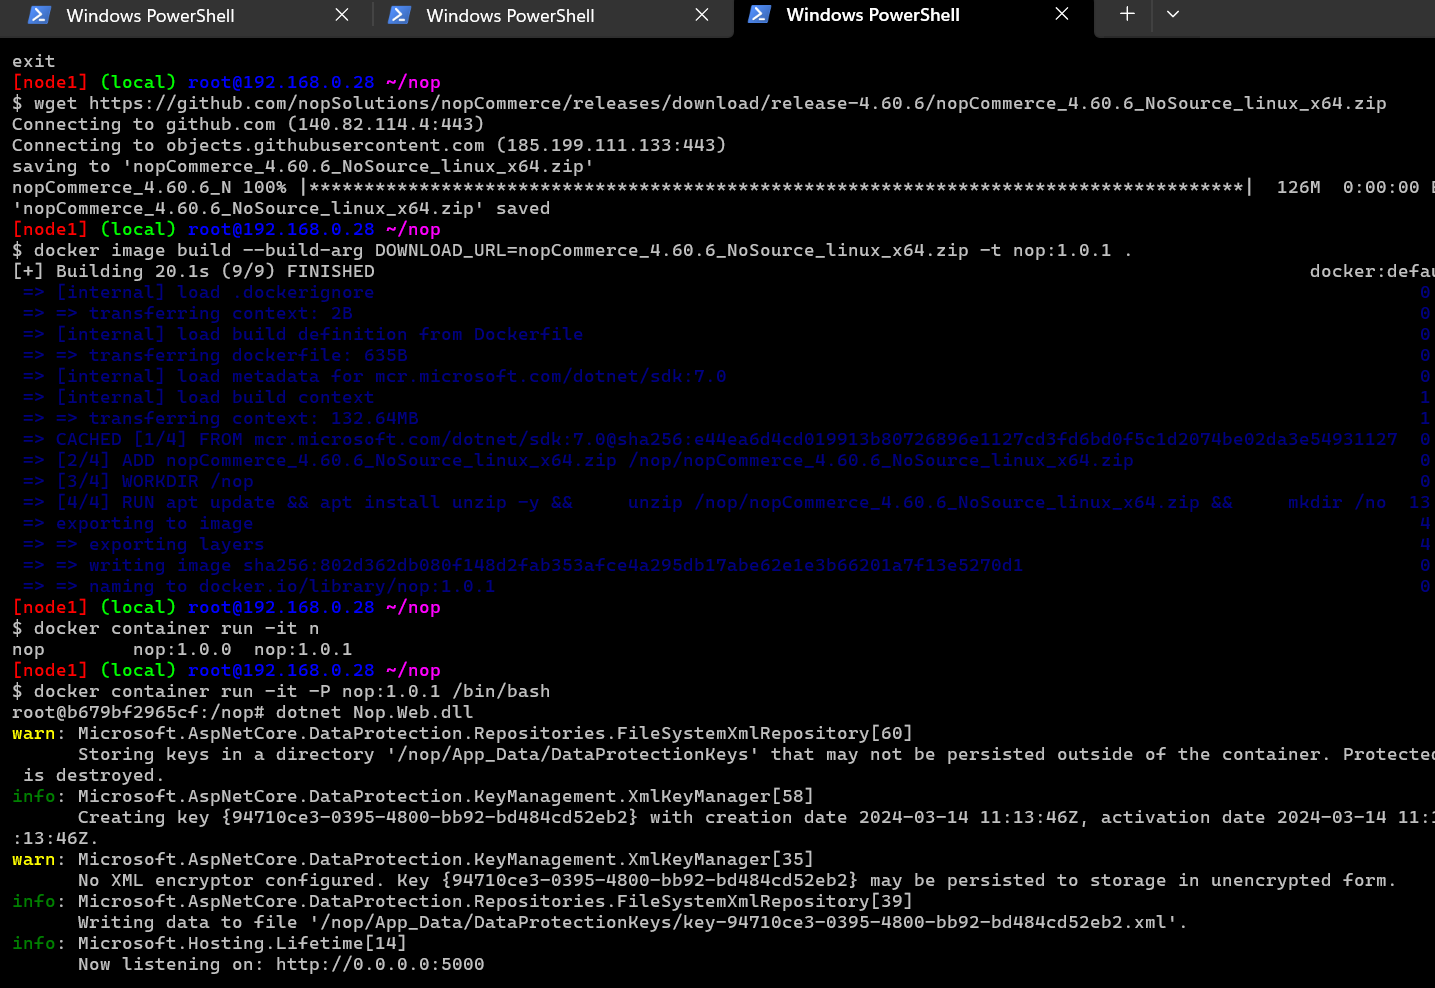 Windows PowerShell Windows PowerShell Windows PowerShell
exit
[node1] (local) root@192.168.0.28 ~/nop
$ wget https://github.com/nopSolutions/nopCommerce/releases/download/release-4.60.6/nopCommerce_4.60.6_NoSource_linux_x64.zip
Connecting to github.com (140.82.114.4:443)
Connecting to objects.githubusercontent.com (185.199.111.133:443)
saving to 'nopCommerce_4.60.6_NoSource_linux_x64.zip'
nopCommerce_4.60.6_N 100% |*************************************************************************************| 126M 0:00:00 E
'nopCommerce_4.60.6_NoSource_linux_x64.zip' saved
[node1] (local) root@192.168.0.28 ~/nop
$ docker image build --build-arg DOWNLOAD_URL=nopCommerce_4.60.6_NoSource_linux_x64.zip -t nop:1.0.1 .
[+] Building 20.1s (9/9) FINISHED docker:defau
=> [internal] load .dockerignore 0
=> => transferring context: 2B 0
=> [internal] load build definition from Dockerfile 0
=> => transferring dockerfile: 635B 0
=> [internal] load metadata for mcr.microsoft.com/dotnet/sdk:7.0 0
=> [internal] load build context 1
=> => transferring context: 132.64MB 1
=> CACHED [1/4] FROM mcr.microsoft.com/dotnet/sdk:7.0@sha256:e44ea6d4cd019913b80726896e1127cd3fd6bd0f5c1d2074be02da3e54931127 0
=> [2/4] ADD nopCommerce_4.60.6_NoSource_linux_x64.zip /nop/nopCommerce_4.60.6_NoSource_linux_x64.zip 0
=> [3/4] WORKDIR /nop 0
=> [4/4] RUN apt update && apt install unzip -y && unzip /nop/nopCommerce_4.60.6_NoSource_linux_x64.zip && mkdir /no 13
=> exporting to image 4
=> => exporting layers 4
=> => writing image sha256:802d362db080f148d2fab353afce4a295db17abe62e1e3b66201a7f13e5270d1 0
=> => naming to docker.io/library/nop:1.0.1 0
[node1] (local) root@192.168.0.28 ~/nop
$ docker container run -it n
nop nop:1.0.0 nop:1.0.1
[node1] (local) root@192.168.0.28 ~/nop
$ docker container run -it -P nop:1.0.1 /bin/bash
root@b679bf2965cf:/nop# dotnet Nop.Web.dll
warn: Microsoft.AspNetCore.DataProtection.Repositories.FileSystemXmlRepository[60]
Storing keys in a directory '/nop/App_Data/DataProtectionKeys' that may not be persisted outside of the container. Protected
is destroyed.
info: Microsoft.AspNetCore.DataProtection.KeyManagement.XmlKeyManager[58]
Creating key {94710ce3-0395-4800-bb92-bd484cd52eb2} with creation date 2024-03-14 11:13:46Z, activation date 2024-03-14 11:1
:13:46Z.
warn: Microsoft.AspNetCore.DataProtection.KeyManagement.XmlKeyManager[35]
No XML encryptor configured. Key {94710ce3-0395-4800-bb92-bd484cd52eb2} may be persisted to storage in unencrypted form.
info: Microsoft.AspNetCore.DataProtection.Repositories.FileSystemXmlRepository[39]
Writing data to file '/nop/App_Data/DataProtectionKeys/key-94710ce3-0395-4800-bb92-bd484cd52eb2.xml'.
info: Microsoft.Hosting.Lifetime[14]
Now listening on: http://0.0.0.0:5000